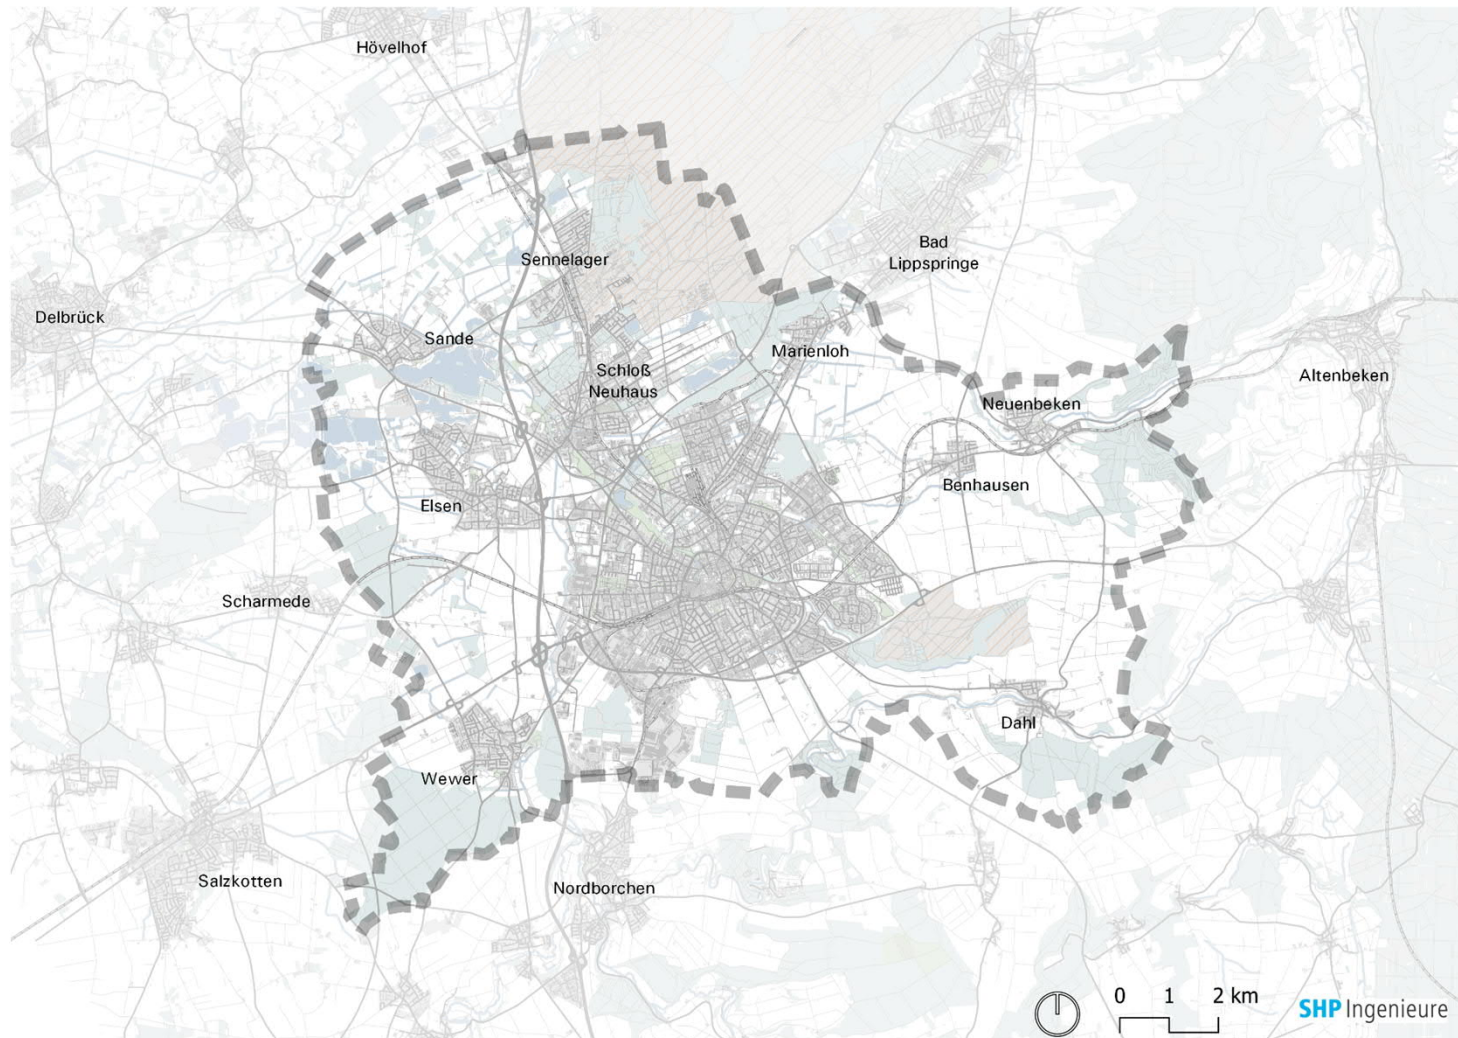 Hövelhof
Bad
Lippspringe
Sennelager
Delbrück
Sande
Marienloh
Schloß
Neuhaus
Altenbeken
Neuenbeken
Benhausen
Elsen
Scharmede
Dahl
Wewer
Salzkotten
Nordborchen
0 1 2 km
SHP Ingenieure